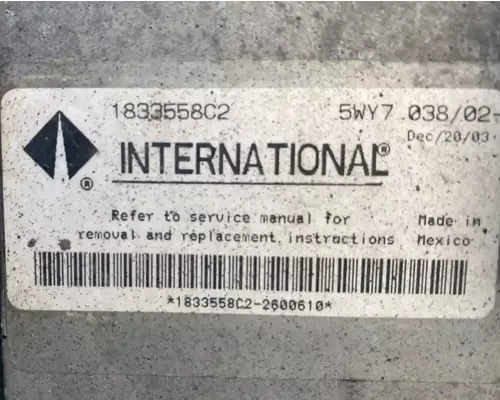 1833558C2 5WY7 038/02-
Dec/20/03
INTERNATIONAL®
®
Refer to service manual for Made in
removal and replacement instructions Mexico
*1833558C2-2600610*